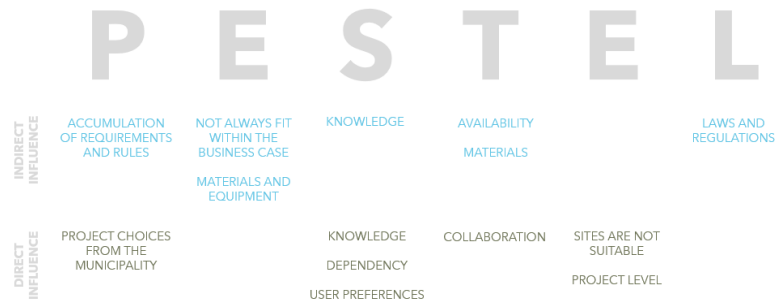 P E S T E L
INDIRECT
INFLUENCE
ACCUMULATION
OF REQUIREMENTS
AND RULES
NOT ALWAYS FIT
WITHIN THE
BUSINESS CASE
MATERIALS AND
EQUIPMENT
KNOWLEDGE
AVAILABILITY
MATERIALS
LAWS AND
REGULATIONS
DIRECT
INFLUENCE
PROJECT CHOICES
FROM THE
MUNICIPALITY
KNOWLEDGE
DEPENDENCY
USER PREFERENCES
COLLABORATION
SITES ARE NOT
SUITABLE
PROJECT LEVEL